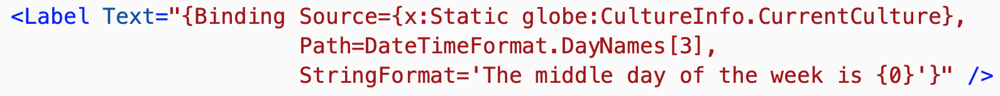 <Label Text="{Binding Source={x:Static globe:CultureInfo.CurrentCulture},
Path=DateTimeFormat.DayNames[3],
StringFormat='The middle day of the week is {0}'}" />